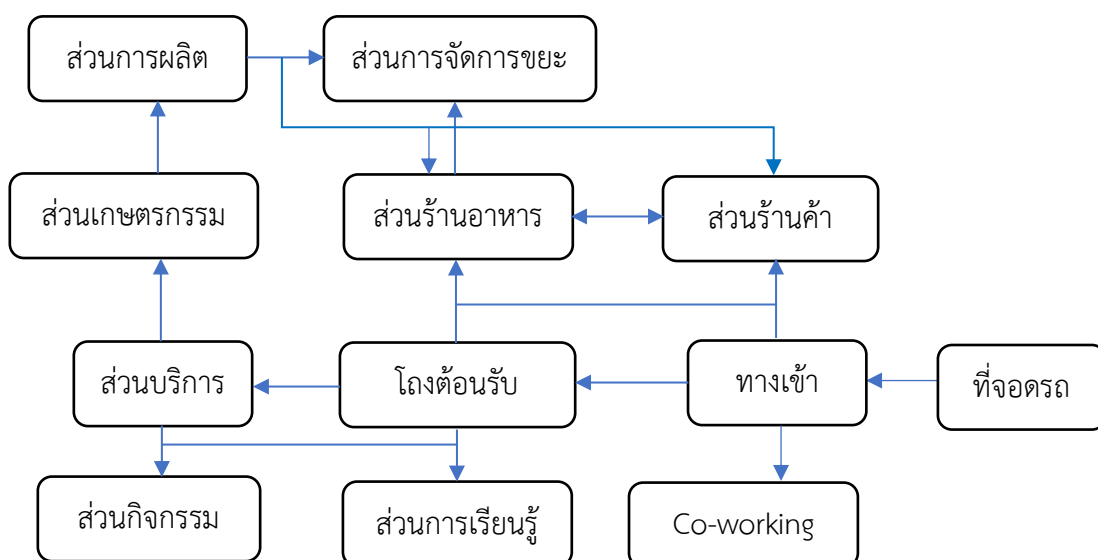 ส่วนการผลิต
ส่วนการจัดการขยะ
ส่วนเกษตรกรรม
ส่วนร้านอาหาร
ส่วนร้านค้า
ส่วนบริการ
โถงต้อนรับ
ทางเข้า
ที่จอดรถ
ส่วนกิจกรรม
ส่วนการเรียนรู้
Co-working